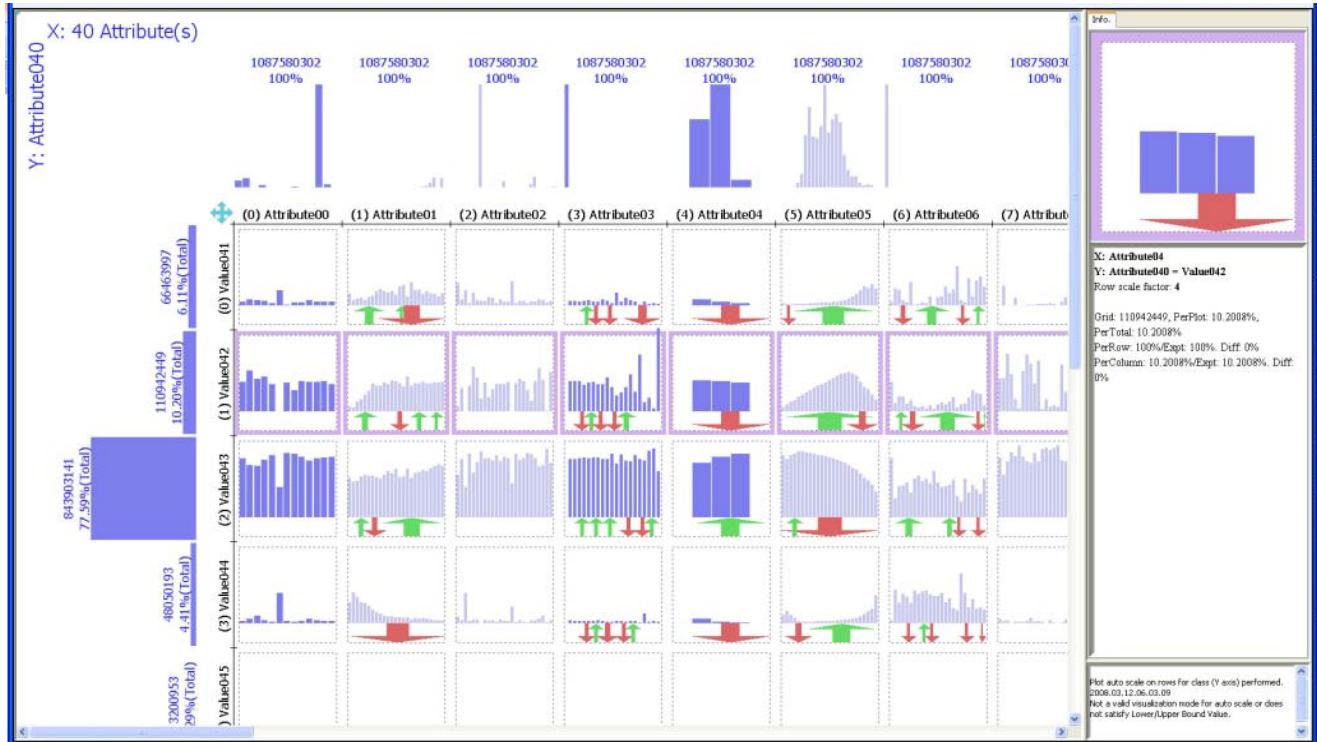 X: 40 Attribute(s)
Y: Attribute040
1087580302 1087580302 1087580302 1087580302 1087580302 1087580302 1087580302 10875803
100% 100% 100% 100% 100% 100% 100% 100%
(0) Attribute00 (1) Attribute01 (2) Attribute02 (3) Attribute03 (4) Attribute04 (5) Attribute05 (6) Attribute06 (7) Attribut
66463997
6.11%(Total)
(0) Value041
110942449
10.20%(Total)
(1) Value042
843903141
77.59%(Total)
(2) Value043
48050193
4.41%(Total)
(3) Value044
3200953
29%(Total)
) Value045
Info.
X: Attribute04
Y: Attribute040 = Value042
Row scale factor: 4
Grid: 110942449, PerPlot: 10.2008%,
PerTotal: 10.2008%
PerRow: 100%/Expt: 100%. Diff: 0%
PerColumn: 10.2008%/Expt: 10.2008%. Diff:
0%
Plot auto scale on rows for class (Y axis) performed.
2008.03.12.06.03.09
Not a valid visualization mode for auto scale or does
not satisfy Lower/Upper Bound Value.